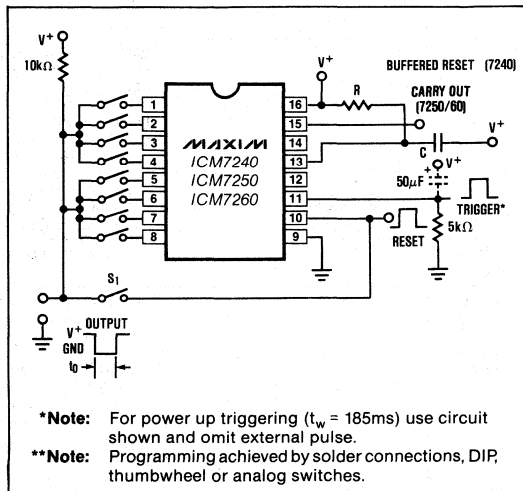 V+
10kΩ
1
2
3
4
5
6
7
8
MAXIM
ICM7240
ICM7250
ICM7260
16
15
14
13
12
11
10
9
V+
R
BUFFERED RESET (7240)
CARRY OUT
(7250/60)
V+
C
V+
+
50μF
TRIGGER*
5kΩ
RESET
S1
OUTPUT
V+
GND
to
*Note: For power up triggering (tw = 185ms) use circuit
shown and omit external pulse.
**Note: Programming achieved by solder connections, DIP,
thumbwheel or analog switches.